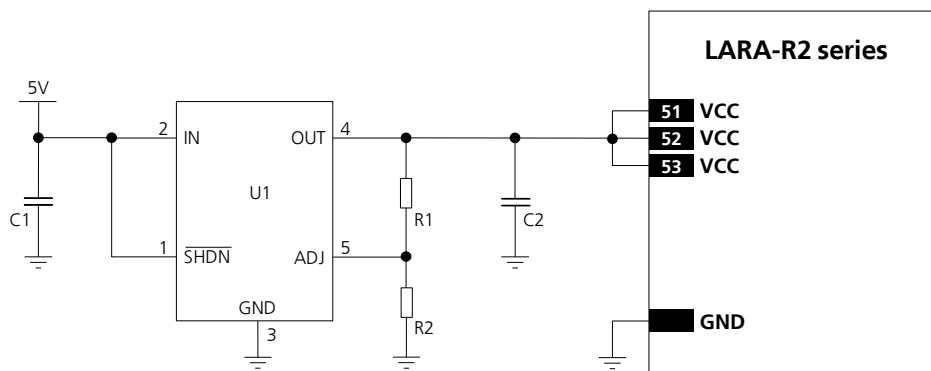 LARA-R2 series
5V
51 VCC
2 IN OUT 4
52 VCC
53 VCC
U1
C1
R1
C2
1 SHDN ADJ 5
GND
3
R2
GND